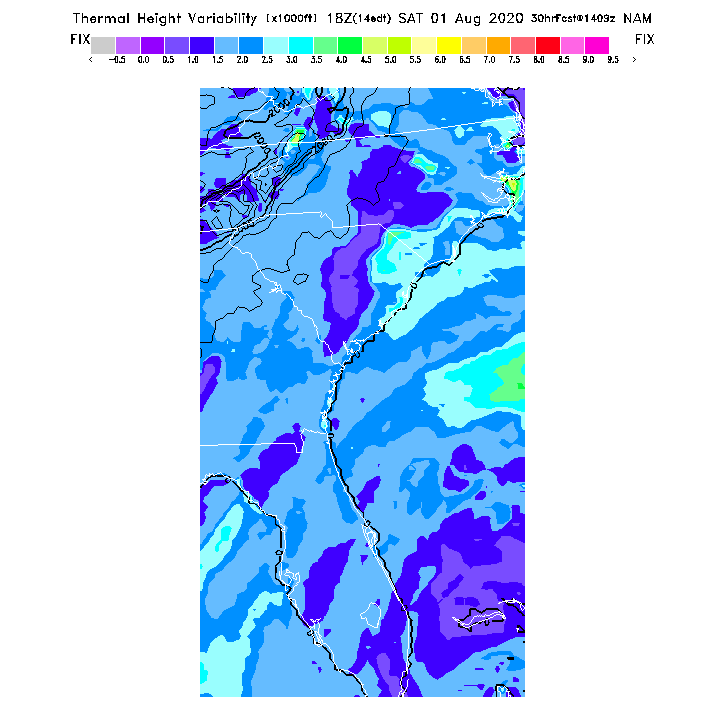 Thermal Height Variability [x1000ft] 18Z(14edt) SAT 01 Aug 2020 30hrFcst@1409z NAM
FIX FIX
< -0.5 0.0 0.5 1.0 1.5 2.0 2.5 3.0 3.5 4.0 4.5 5.0 5.5 6.0 6.5 7.0 7.5 8.0 8.5 9.0 9.5 >
2000